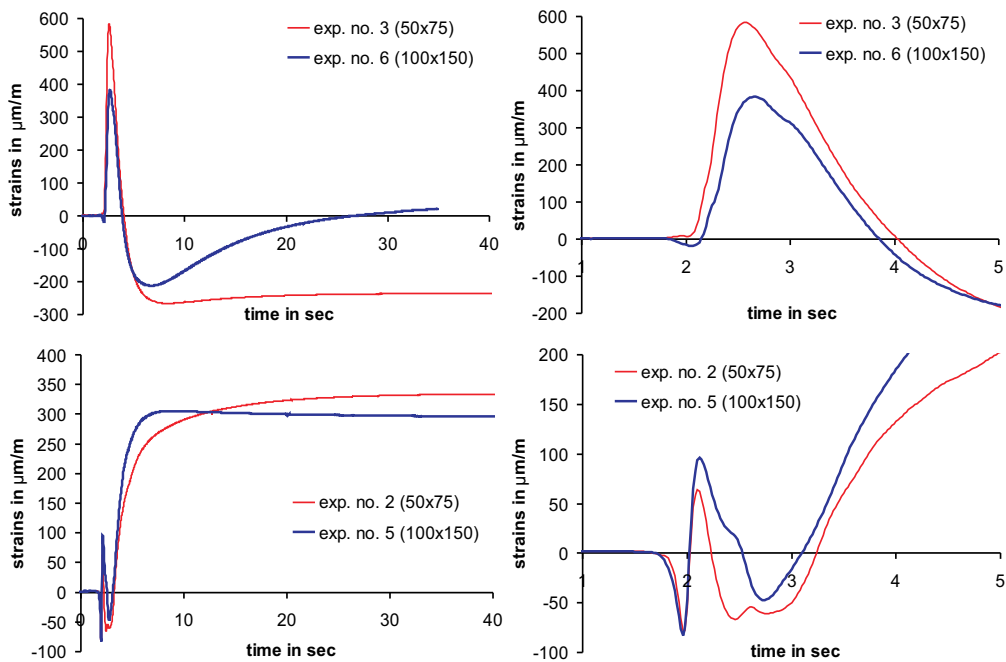 600
500
400
300
200
100
0
-100
-200
-300
0 10 20 30 40
strains in µm/m
time in sec
exp. no. 3 (50x75)
exp. no. 6 (100x150)
600
500
400
300
200
100
0
-100
-200
1 2 3 4 5
strains in µm/m
time in sec
exp. no. 3 (50x75)
exp. no. 6 (100x150)
400
350
300
250
200
150
100
50
0
-50
-100
0 10 20 30 40
strains in µm/m
time in sec
exp. no. 2 (50x75)
exp. no. 5 (100x150)
200
150
100
50
0
-50
-100
1 2 3 4 5
strains in µm/m
time in sec
exp. no. 2 (50x75)
exp. no. 5 (100x150)